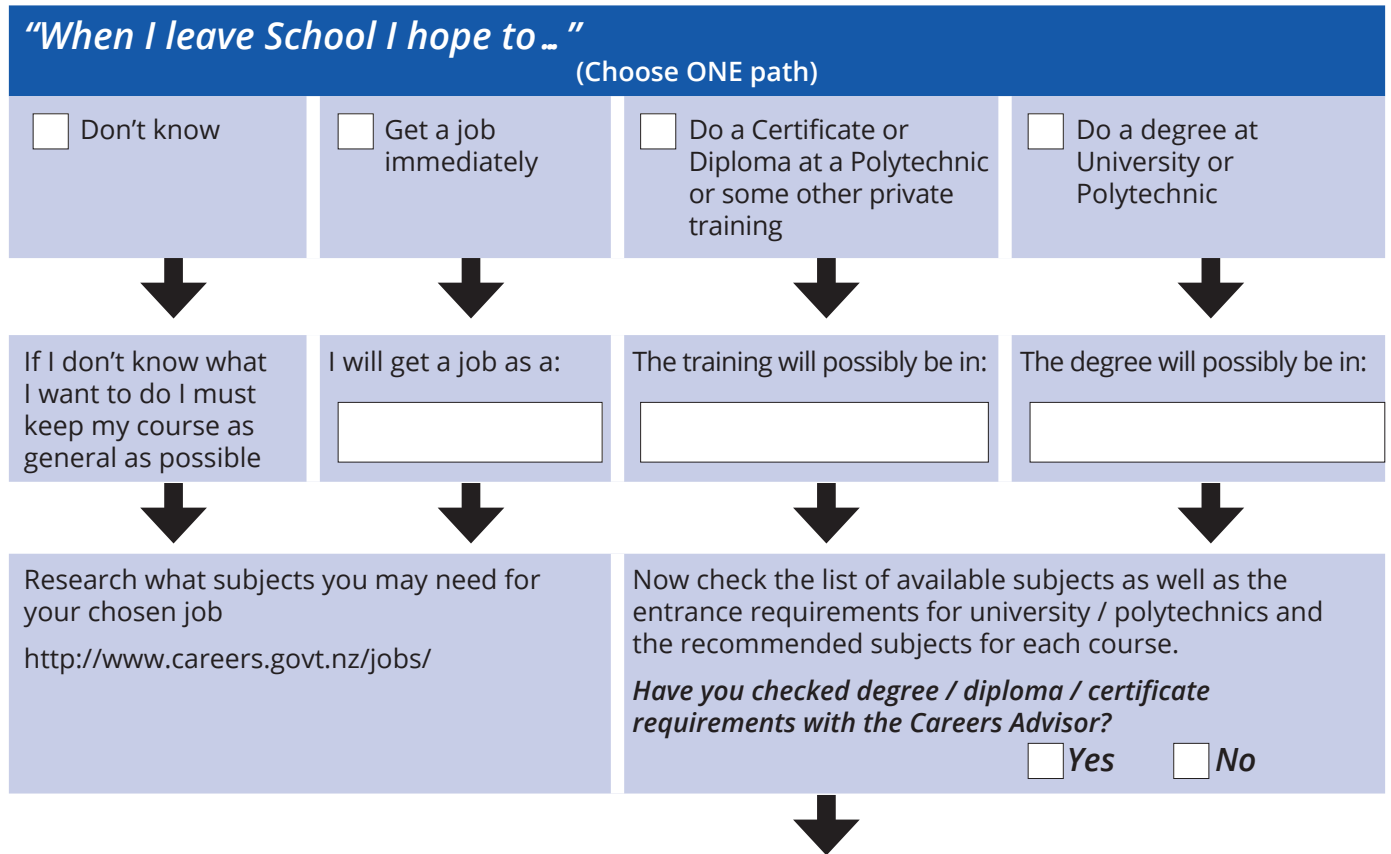 “When I leave School I hope to ... ”
(Choose ONE path)
Don’t know
Get a job
immediately
Do a Certificate or
Diploma at a Polytechnic
or some other private
training
Do a degree at
University or
Polytechnic
If I don’t know what
I want to do I must
keep my course as
general as possible
I will get a job as a:
The training will possibly be in:
The degree will possibly be in:
Research what subjects you may need for
your chosen job
http://www.careers.govt.nz/jobs/
Now check the list of available subjects as well as the
entrance requirements for university / polytechnics and
the recommended subjects for each course.
Have you checked degree / diploma / certificate
requirements with the Careers Advisor?
Yes No